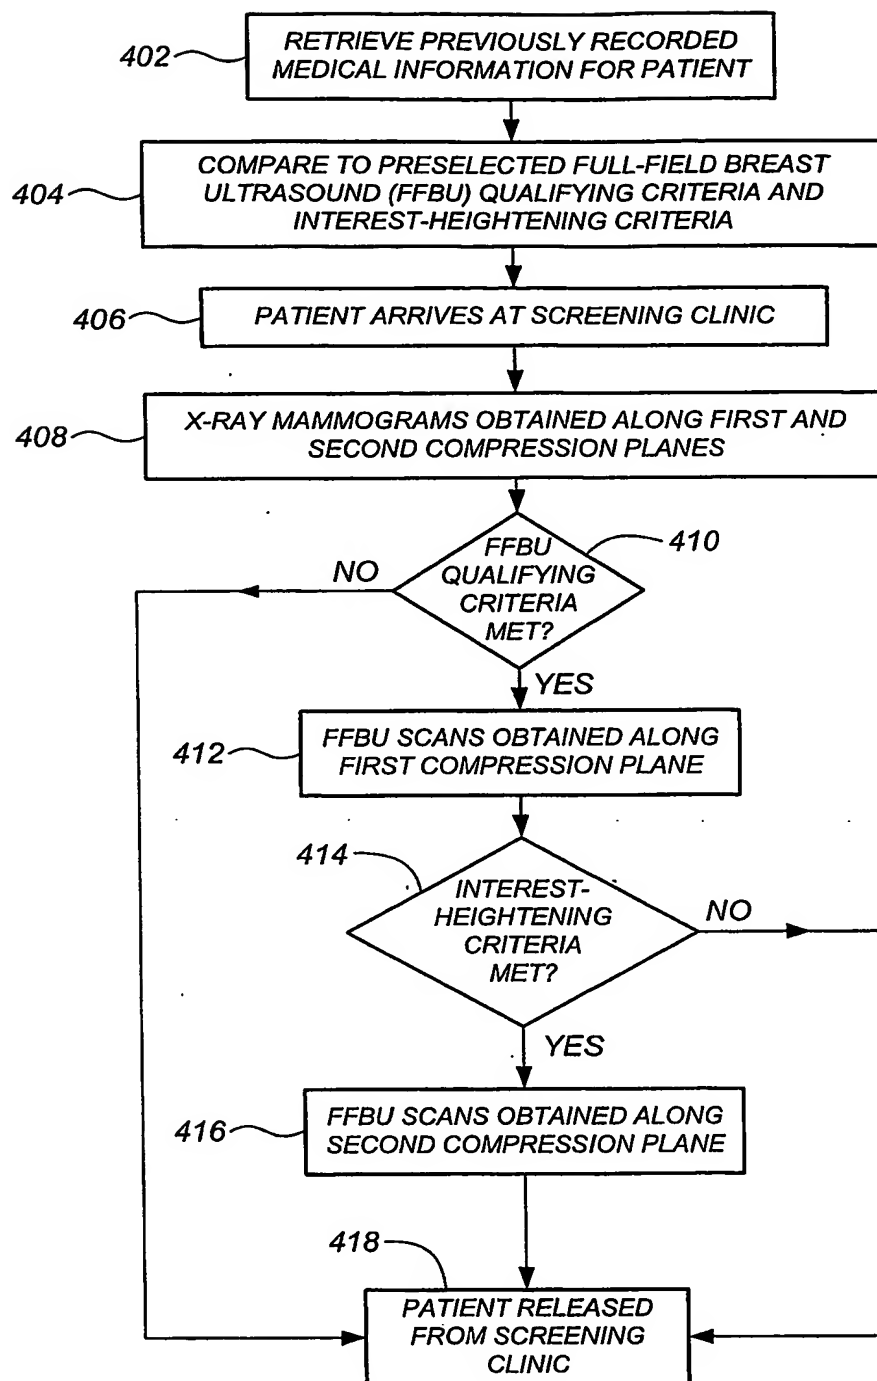 402
RETRIEVE PREVIOUSLY RECORDED
MEDICAL INFORMATION FOR PATIENT
404
COMPARE TO PRESELECTED FULL-FIELD BREAST
ULTRASOUND (FFBU) QUALIFYING CRITERIA AND
INTEREST-HEIGHTENING CRITERIA
406
PATIENT ARRIVES AT SCREENING CLINIC
408
X-RAY MAMMOGRAMS OBTAINED ALONG FIRST AND
SECOND COMPRESSION PLANES
410
FFBU
QUALIFYING
CRITERIA
MET?
NO
YES
412
FFBU SCANS OBTAINED ALONG
FIRST COMPRESSION PLANE
414
INTEREST-
HEIGHTENING
CRITERIA
MET?
NO
YES
416
FFBU SCANS OBTAINED ALONG
SECOND COMPRESSION PLANE
418
PATIENT RELEASED
FROM SCREENING
CLINIC